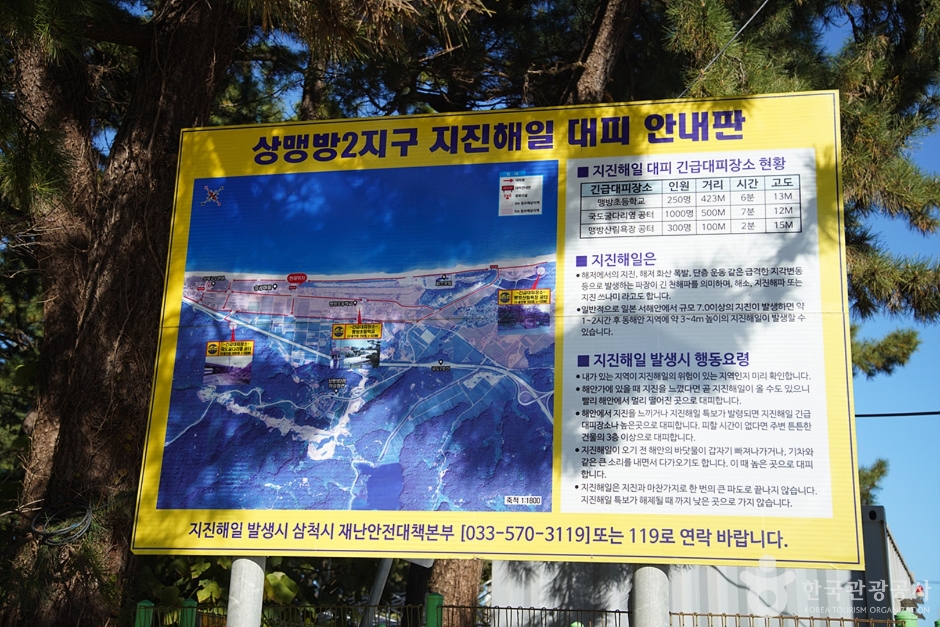 상맹방2지구 지진해일 대피 안내판
■ 지진해일 대피 긴급대피장소 현황
긴급대피장소 인원 거리 시간 고도
맹방초등학교 250명 423M 6분 13M
국도굴다리옆 공터 1000명 500M 7분 12M
맹방산림욕장 공터 300명 100M 2분 15M
■ 지진해일은
• 해저에서의 지진, 해저 화산 폭발, 단층 운동 같은 급격한 지각변동
등으로 발생하는 파장이 긴 천해파를 의미하며, 해소, 지진해파 또는
지진 쓰나미 라고도 합니다.
• 일반적으로 일본 서해안에서 규모 7.0이상의 지진이 발생하면 약
1~2시간 후 동해안 지역에 약 3~4m 높이의 지진해일이 발생할 수
있습니다.
■ 지진해일 발생시 행동요령
• 내가 있는 지역이 지진해일의 위험이 있는 지역인지 미리 확인합니다.
• 해안가에 있을 때 지진을 느꼈다면 곧 지진해일이 올 수도 있으니
빨리 해안에서 멀리 떨어진 곳으로 대피합니다.
• 해안에서 지진을 느끼거나 지진해일 특보가 발령되면 지진해일 긴급
대피장소나 높은곳으로 대피합니다. 피할 시간이 없다면 주변 튼튼한
건물의 3층 이상으로 대피합니다.
• 지진해일이 오기 전 해안의 바닷물이 갑자기 빠져나가거나, 기차와
같은 큰 소리를 내면서 다가오기도 합니다. 이 때 높은 곳으로 대피
합니다.
• 지진해일은 지진과 마찬가지로 한 번의 큰 파도로 끝나지 않습니다.
지진해일 특보가 해제될 때 까지 낮은 곳으로 가지 않습니다.
축척 1:1800
지진해일 발생시 삼척시 재난안전대책본부 [033-570-3119]또는 119로 연락 바랍니다.
한국관광공사
KOREA TOURISM ORGANIZATION